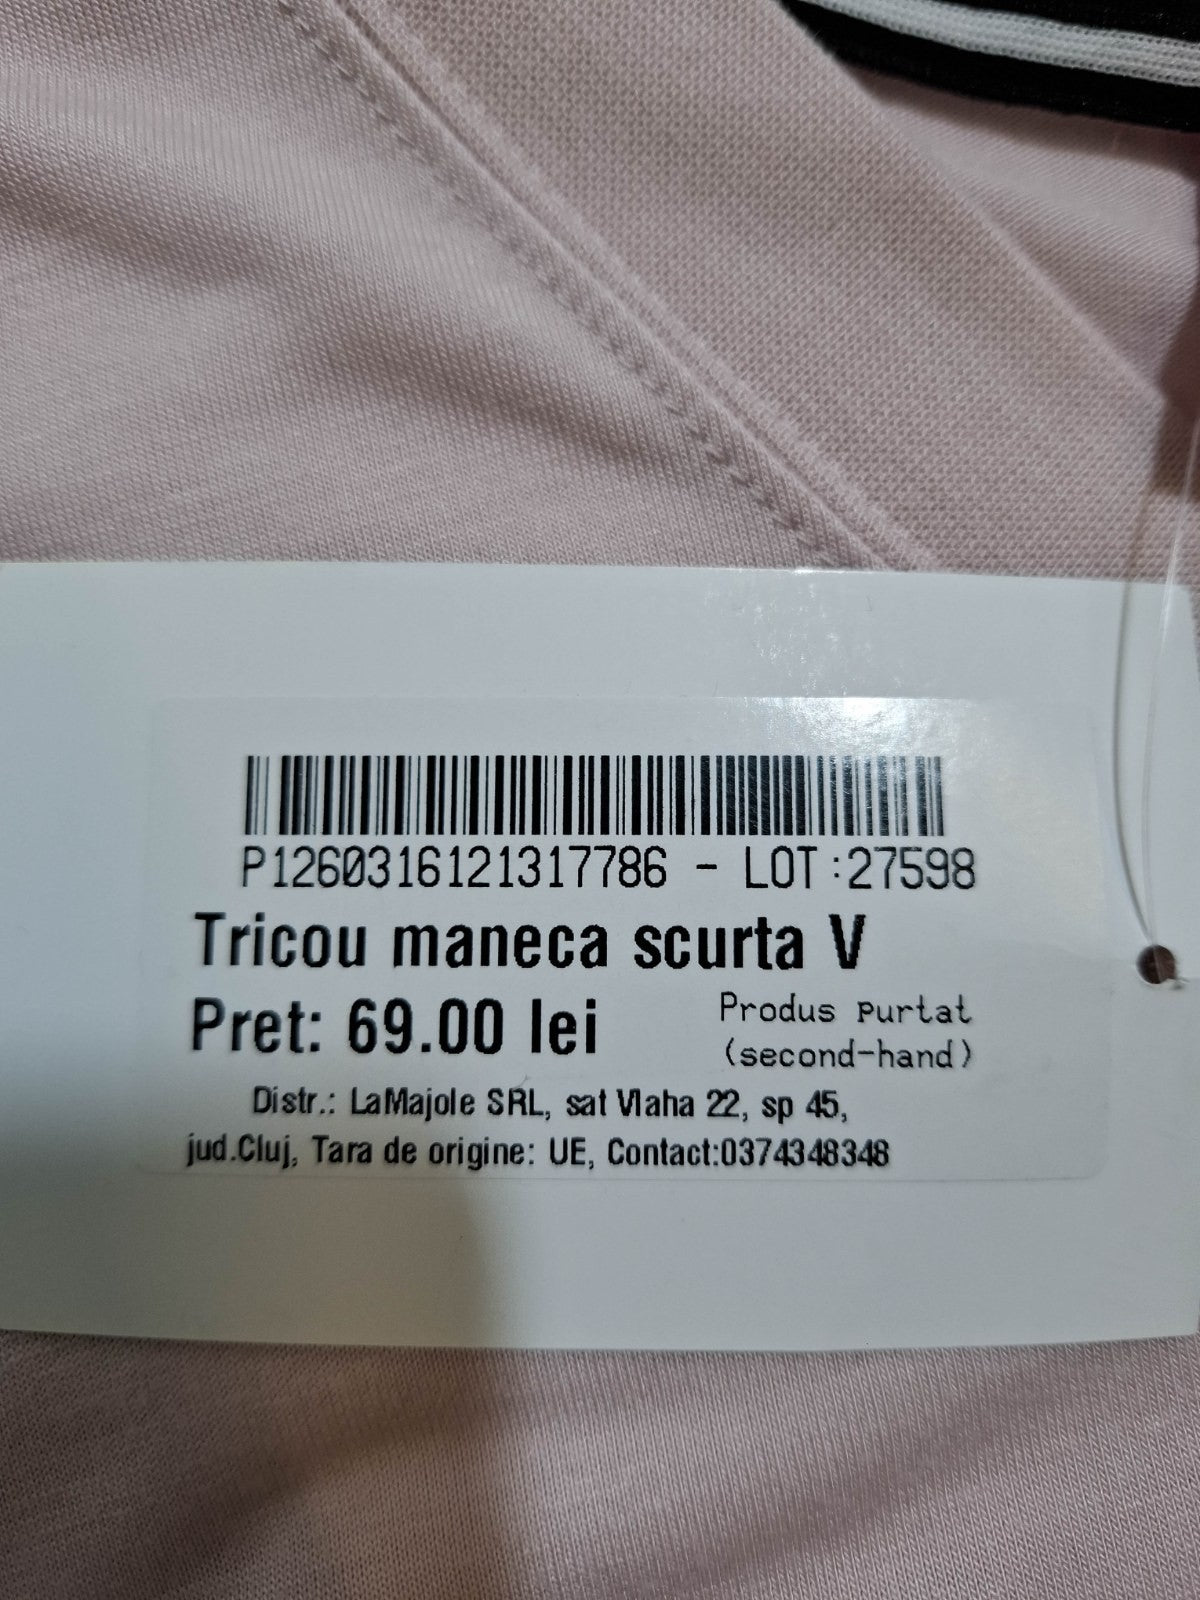 P1260316121317786 - LOT:27598
Tricou maneca scurta V
Pret: 69.00 lei
Produs purtat
(second-hand)
Distr.: LaMajole SRL, sat Vlaha 22, sp 45,
jud.Cluj, Tara de origine: UE, Contact:0374348348